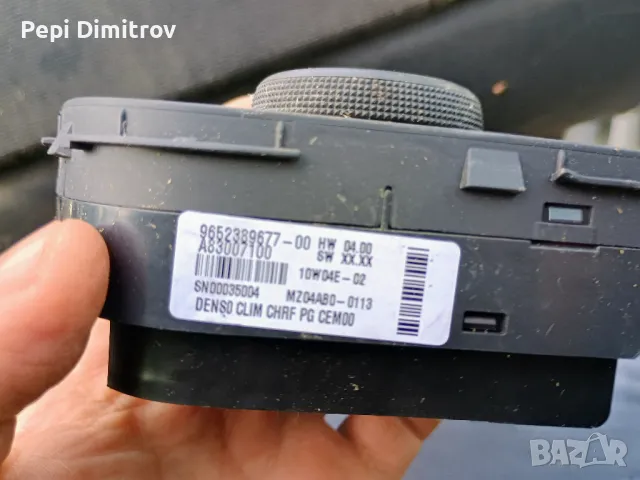 Pepi Dimitrov
9652389677-00 HW 04.00
A83007100 SW XX.XX
10W04E-02
SN00035004 MZ04AB0-0113
DENSO CLIM CHRF PG CEM00
BAZAR
bg